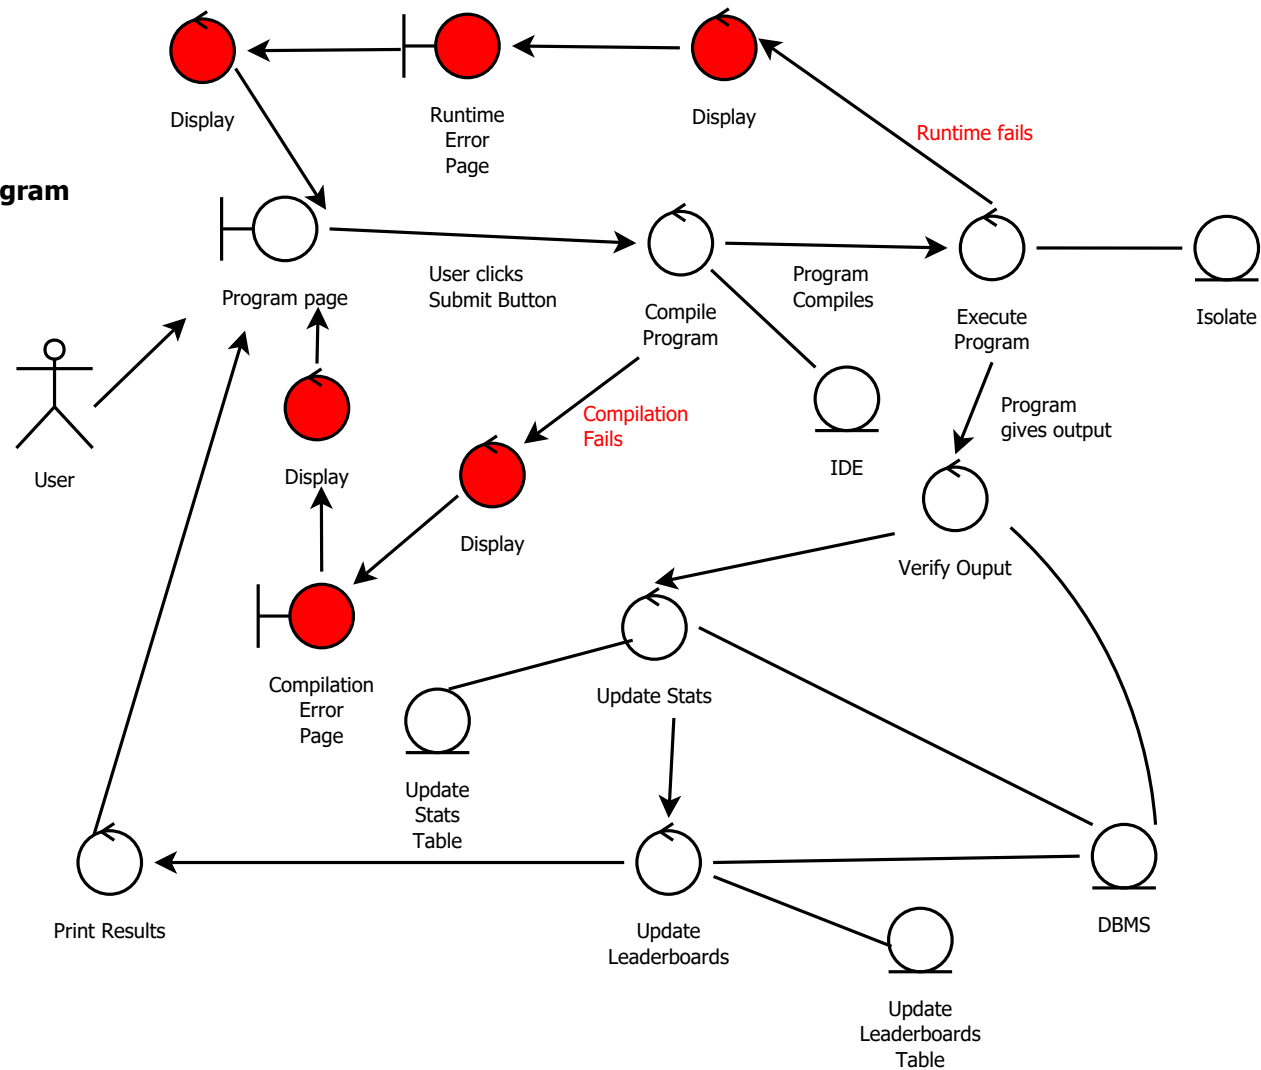 Display
Runtime
Error
Page
Display
Runtime fails
gram
Program page
User clicks
Submit Button
Compile
Program
Program
Compiles
Execute
Program
Isolate
User
Display
Compilation
Fails
Display
IDE
Program
gives output
Verify Ouput
Compilation
Error
Page
Update Stats
Update
Stats
Table
Print Results
Update
Leaderboards
DBMS
Update
Leaderboards
Table